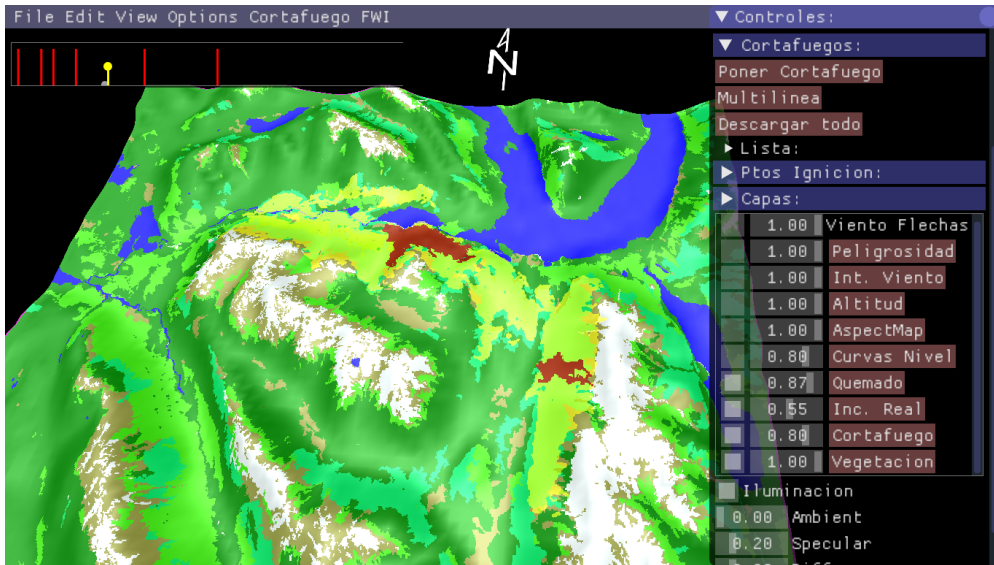 File Edit View Options Cortafuego FWI
N
Controles:
Cortafuegos:
Poner Cortafuego
Multilinea
Descargar todo
Lista:
Ptos Ignicion:
Capas:
1.00 Viento Flechas
1.00 Peligrosidad
1.00 Int. Viento
1.00 Altitud
1.00 AspectMap
0.80 Curvas Nivel
0.87 Quemado
0.55 Inc. Real
0.80 Cortafuego
1.00 Vegetacion
Iluminacion
0.00 Ambient
0.20 Specular